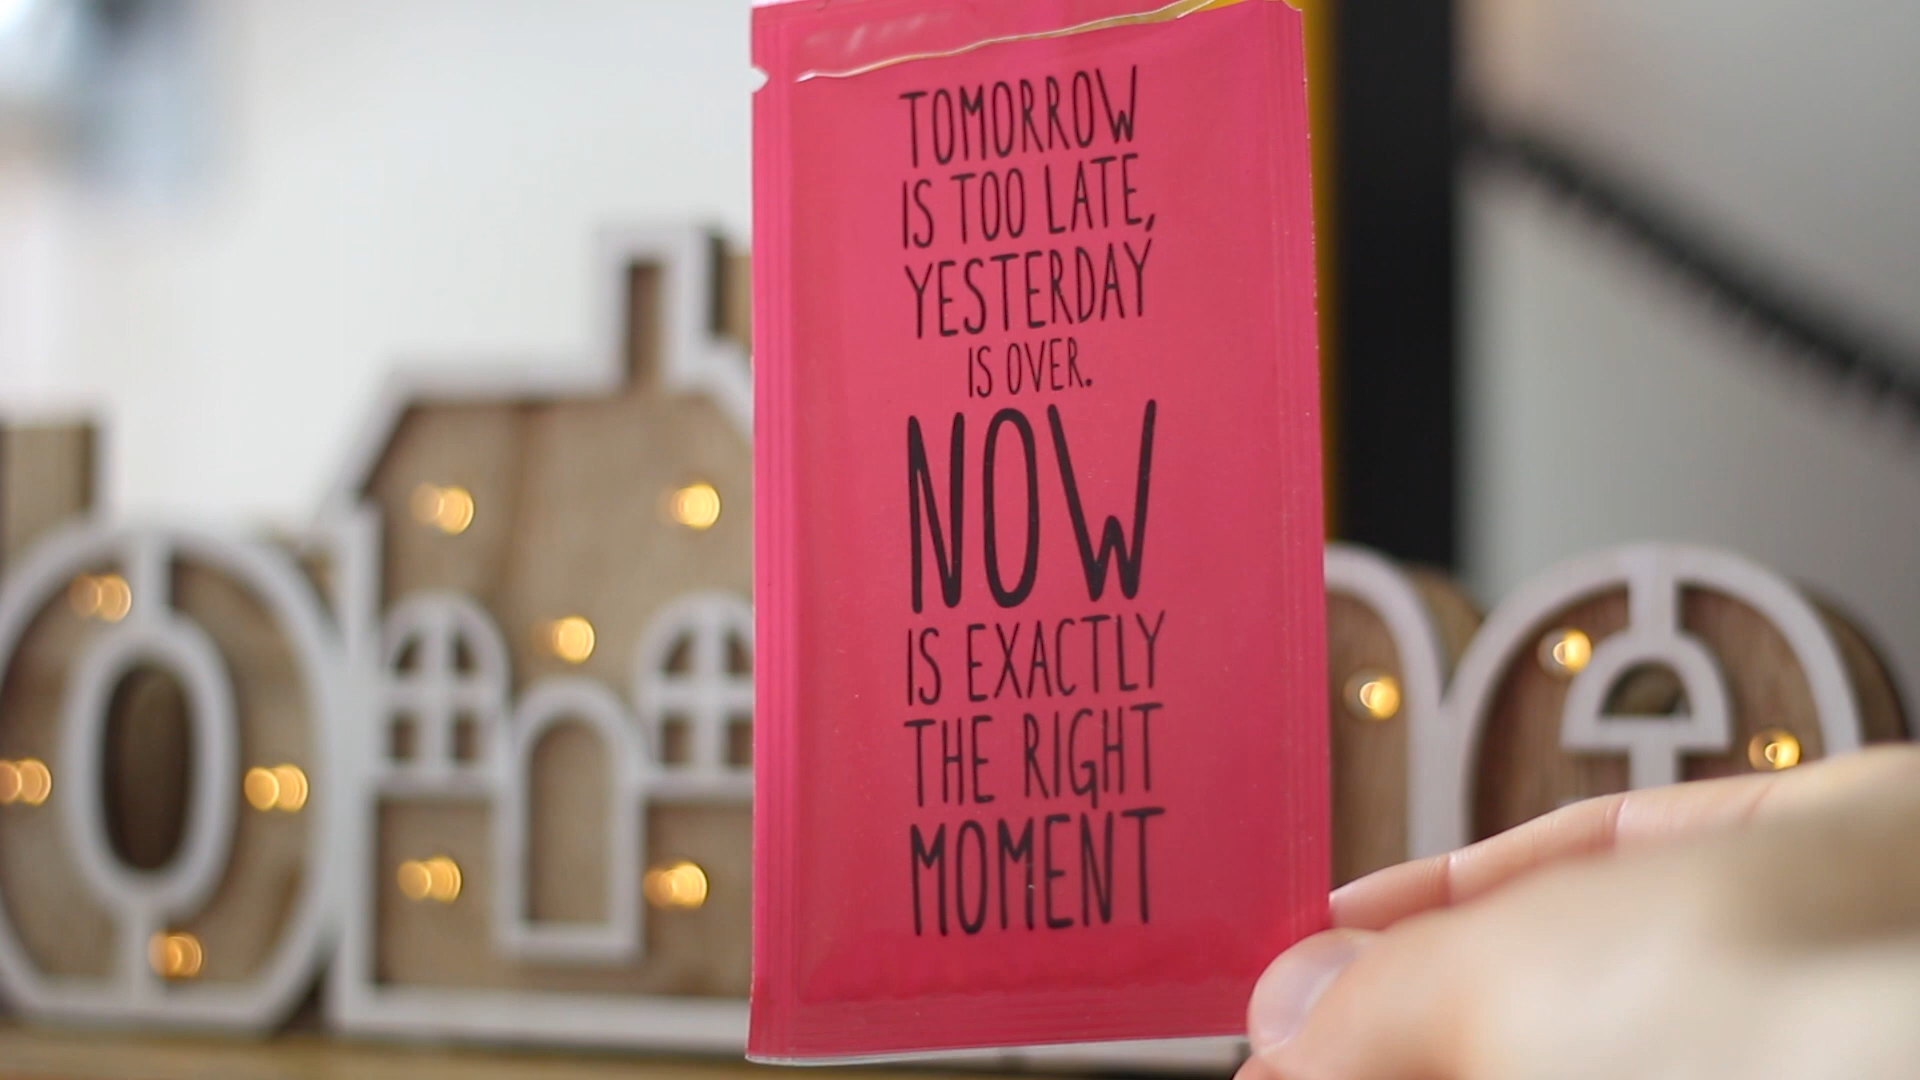 TOMORROW
IS TOO LATE,
YESTERDAY
IS OVER.
NOW
IS EXACTLY
THE RIGHT
MOMENT